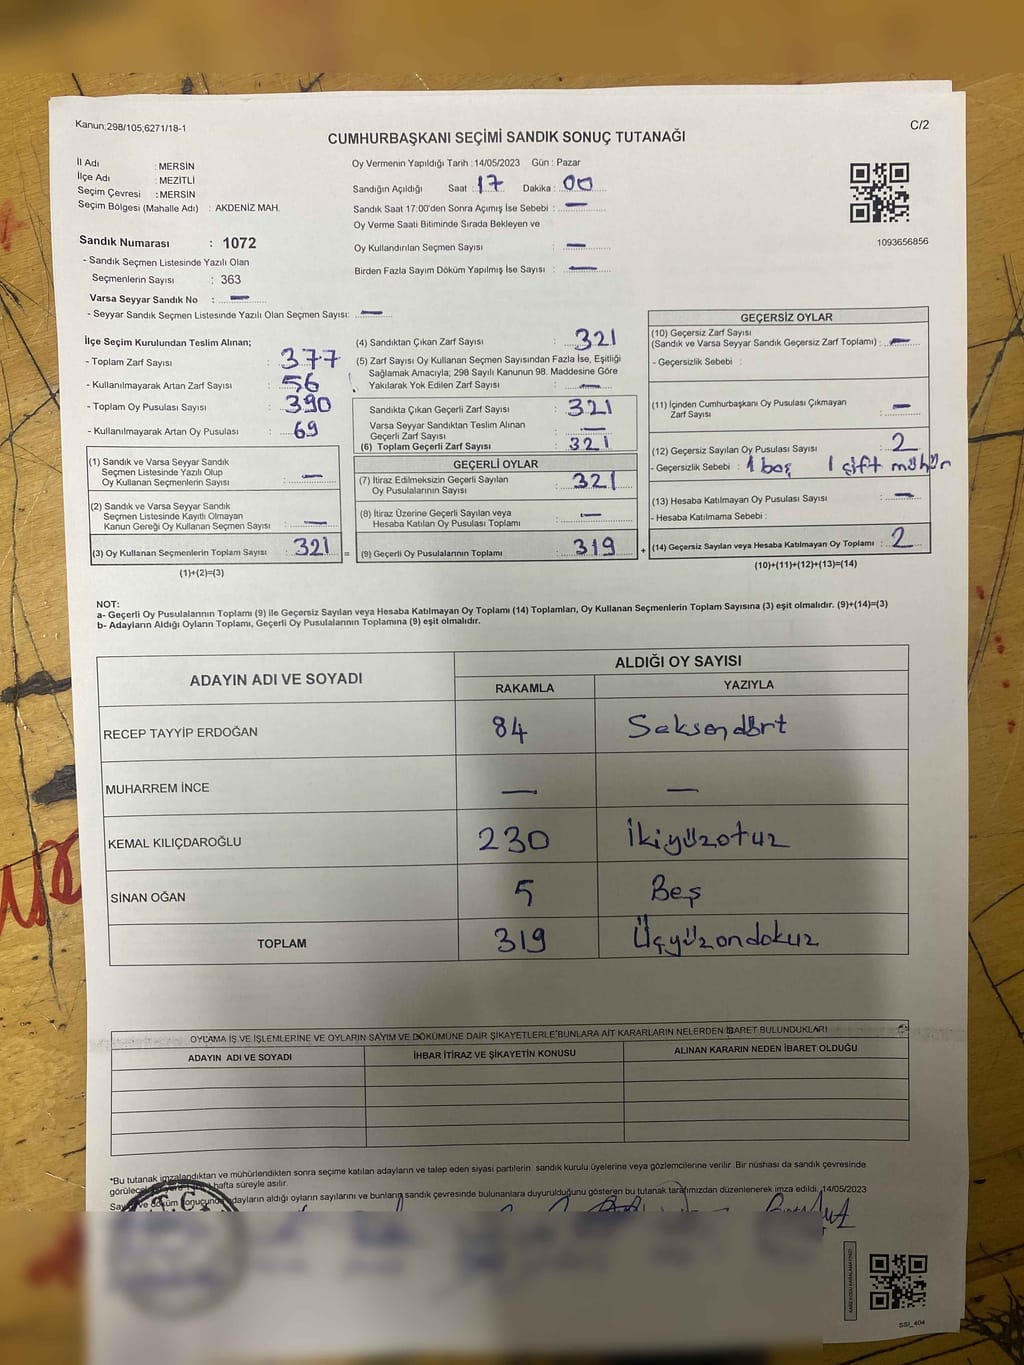 Kanun;298/105;6271/18-1
C/2
CUMHURBAŞKANI SEÇİMİ SANDIK SONUÇ TUTANAĞI
İl Adı : MERSİN
İlçe Adı : MEZİTLİ
Seçim Çevresi : MERSİN
Seçim Bölgesi (Mahalle Adı) : AKDENİZ MAH.
Sandık Numarası : 1072
- Sandık Seçmen Listesinde Yazılı Olan
Seçmenlerin Sayısı : 363
Varsa Seyyar Sandık No : —
- Seyyar Sandık Seçmen Listesinde Yazılı Olan Seçmen Sayısı: —
Oy Vermenin Yapıldığı Tarih : 14/05/2023 Gün : Pazar
Sandığın Açıldığı Saat : 17 Dakika : 00
Sandık Saat 17:00'den Sonra Açımış İse Sebebi : —
Oy Verme Saati Bitiminde Sırada Bekleyen ve
Oy Kullandırılan Seçmen Sayısı : —
Birden Fazla Sayım Döküm Yapılmış İse Sayısı : —
1093656856
İlçe Seçim Kurulundan Teslim Alınan;
- Toplam Zarf Sayısı : 377
- Kullanılmayarak Artan Zarf Sayısı : 56
- Toplam Oy Pusulası Sayısı : 390
- Kullanılmayarak Artan Oy Pusulası : 69
(1) Sandık ve Varsa Seyyar Sandık
Seçmen Listesinde Yazılı Olup
Oy Kullanan Seçmenlerin Sayısı : —
(2) Sandık ve Varsa Seyyar Sandık
Seçmen Listesinde Kayıtlı Olmayan
Kanun Gereği Oy Kullanan Seçmen Sayısı : —
(3) Oy Kullanan Seçmenlerin Toplam Sayısı : 321 =
(1)+(2)=(3)
(4) Sandıktan Çıkan Zarf Sayısı : 321
(5) Zarf Sayısı Oy Kullanan Seçmen Sayısından Fazla İse, Eşitliği
Sağlamak Amacıyla; 298 Sayılı Kanunun 98. Maddesine Göre
Yakılarak Yok Edilen Zarf Sayısı : —
Sandıkta Çıkan Geçerli Zarf Sayısı : 321
Varsa Seyyar Sandıktan Teslim Alınan
Geçerli Zarf Sayısı : —
(6) Toplam Geçerli Zarf Sayısı : 321
GEÇERLİ OYLAR
(7) İtiraz Edilmeksizin Geçerli Sayılan
Oy Pusulalarının Sayısı : 321
(8) İtiraz Üzerine Geçerli Sayılan veya
Hesaba Katılan Oy Pusulası Toplamı : —
(9) Geçerli Oy Pusulalarının Toplamı : 319 +
GEÇERSİZ OYLAR
(10) Geçersiz Zarf Sayısı
(Sandık ve Varsa Seyyar Sandık Geçersiz Zarf Toplamı) : —
- Geçersizlik Sebebi :
(11) İçinden Cumhurbaşkanı Oy Pusulası Çıkmayan
Zarf Sayısı : —
(12) Geçersiz Sayılan Oy Pusulası Sayısı : 2
- Geçersizlik Sebebi : 1 boş 1 çift mühür
(13) Hesaba Katılmayan Oy Pusulası Sayısı : —
- Hesaba Katılmama Sebebi :
(14) Geçersiz Sayılan veya Hesaba Katılmayan Oy Toplamı : 2
(10)+(11)+(12)+(13)=(14)
NOT:
a- Geçerli Oy Pusulalarının Toplamı (9) ile Geçersiz Sayılan veya Hesaba Katılmayan Oy Toplamı (14) Toplamları, Oy Kullanan Seçmenlerin Toplam Sayısına (3) eşit olmalıdır. (9)+(14)=(3)
b- Adayların Aldığı Oyların Toplamı, Geçerli Oy Pusulalarının Toplamına (9) eşit olmalıdır.
ADAYIN ADI VE SOYADI
ALDIĞI OY SAYISI
RAKAMLA YAZIYLA
RECEP TAYYİP ERDOĞAN 84 Seksendört
MUHARREM İNCE — —
KEMAL KILIÇDAROĞLU 230 İkiyüzotuz
SİNAN OĞAN 5 Beş
TOPLAM 319 Üçyüzondokuz
OYLAMA İŞ VE İŞLEMLERİNE VE OYLARIN SAYIM VE DÖKÜMÜNE DAİR ŞİKAYETLERLE BUNLARA AİT KARARLARIN NELERDEN İBARET BULUNDUKLARI
ADAYIN ADI VE SOYADI İHBAR İTİRAZ VE ŞİKAYETİN KONUSU ALINAN KARARIN NEDEN İBARET OLDUĞU
*Bu tutanak imzalandıktan ve mühürlendikten sonra seçime katılan adayların ve talep eden siyasi partilerin sandık kurulu üyelerine veya gözlemcilerine verilir .Bir nüshası da sandık çevresinde
hafta süreyle asılır.
adayların aldığı oyların sayılarını ve bunların sandık çevresinde bulunanlara duyurulduğunu gösteren bu tutanak tarafımızdan düzenlenerek imza edildi. 14/05/2023
SSI_404